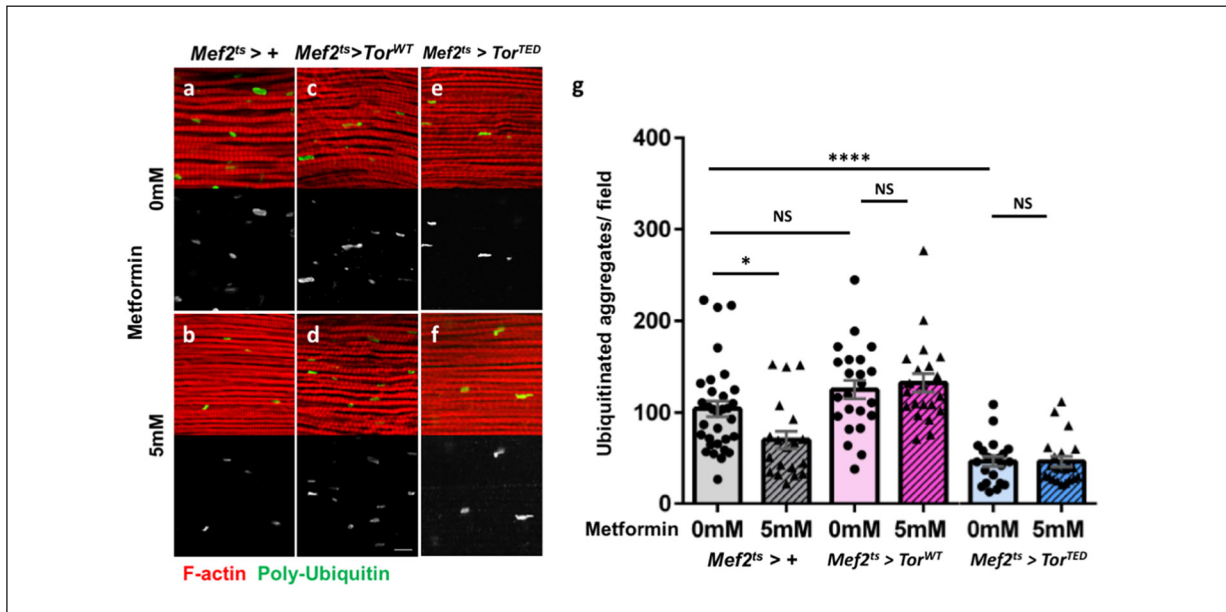 Mef2ts > + Mef2ts>TorWT Mef2ts > TorTED
a c e
0mM
b d f
5mM
Metformin
F-actin Poly-Ubiquitin
g
Ubiquitinated aggregates/ field
400
300
200
100
0
****
NS
NS
NS
*
Metformin 0mM 5mM 0mM 5mM 0mM 5mM
Mef2ts > + Mef2ts > TorWT Mef2ts > TorTED